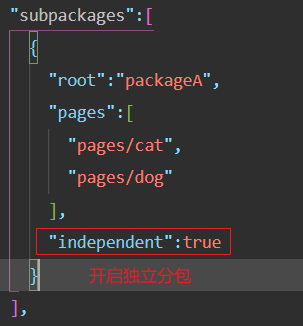 "subpackages":[
{
"root":"packageA",
"pages":[
"pages/cat",
"pages/dog"
],
"independent":true
} 开启独立分包
],